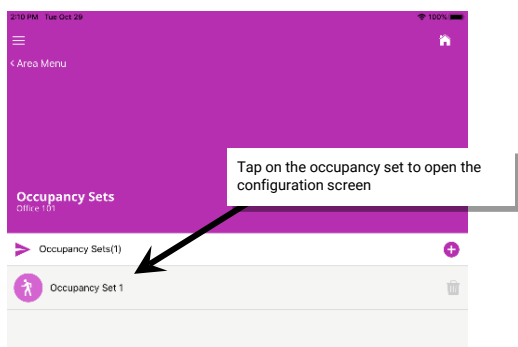 2:10 PM Tue Oct 29
100%
< Area Menu
Tap on the occupancy set to open the
configuration screen
Occupancy Sets
Office 101
Occupancy Sets(1)
Occupancy Set 1